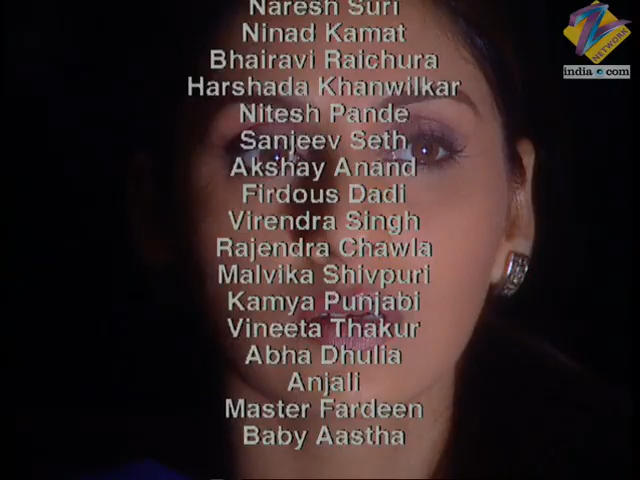 Naresh Suri
Ninad Kamat
Bhairavi Raichura
Harshada Khanwilkar
Nitesh Pande
Sanjeev Seth
Akshay Anand
Firdous Dadi
Virendra Singh
Rajendra Chawla
Malvika Shivpuri
Kamya Punjabi
Vineeta Thakur
Abha Dhulia
Anjali
Master Fardeen
Baby Aastha
Z
NETWORK
india com